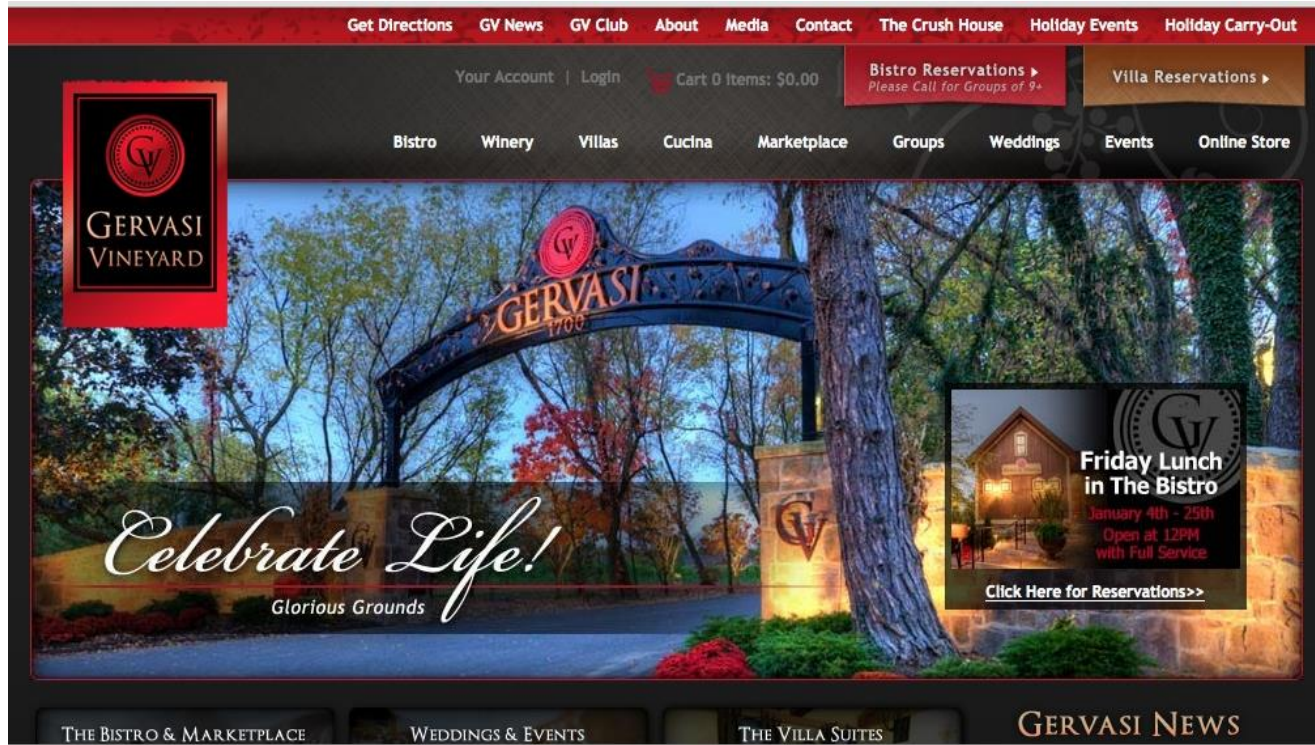 Get Directions GV News GV Club About Media Contact The Crush House Holiday Events Holiday Carry-Out
Your Account | Login Cart 0 items: $0.00
Bistro Reservations
Please Call for Groups of 9+
Villa Reservations
Bistro Winery Villas Cucina Marketplace Groups Weddings Events Online Store
GV
GERVASI
VINEYARD
GV
GERVASI
1700
GV
GV
GV
Friday Lunch
in The Bistro
January 4th - 25th
Open at 12PM
with Full Service
Click Here for Reservations>>
Celebrate Life!
Glorious Grounds
THE BISTRO & MARKETPLACE
WEDDINGS & EVENTS
THE VILLA SUITES
GERVASI NEWS